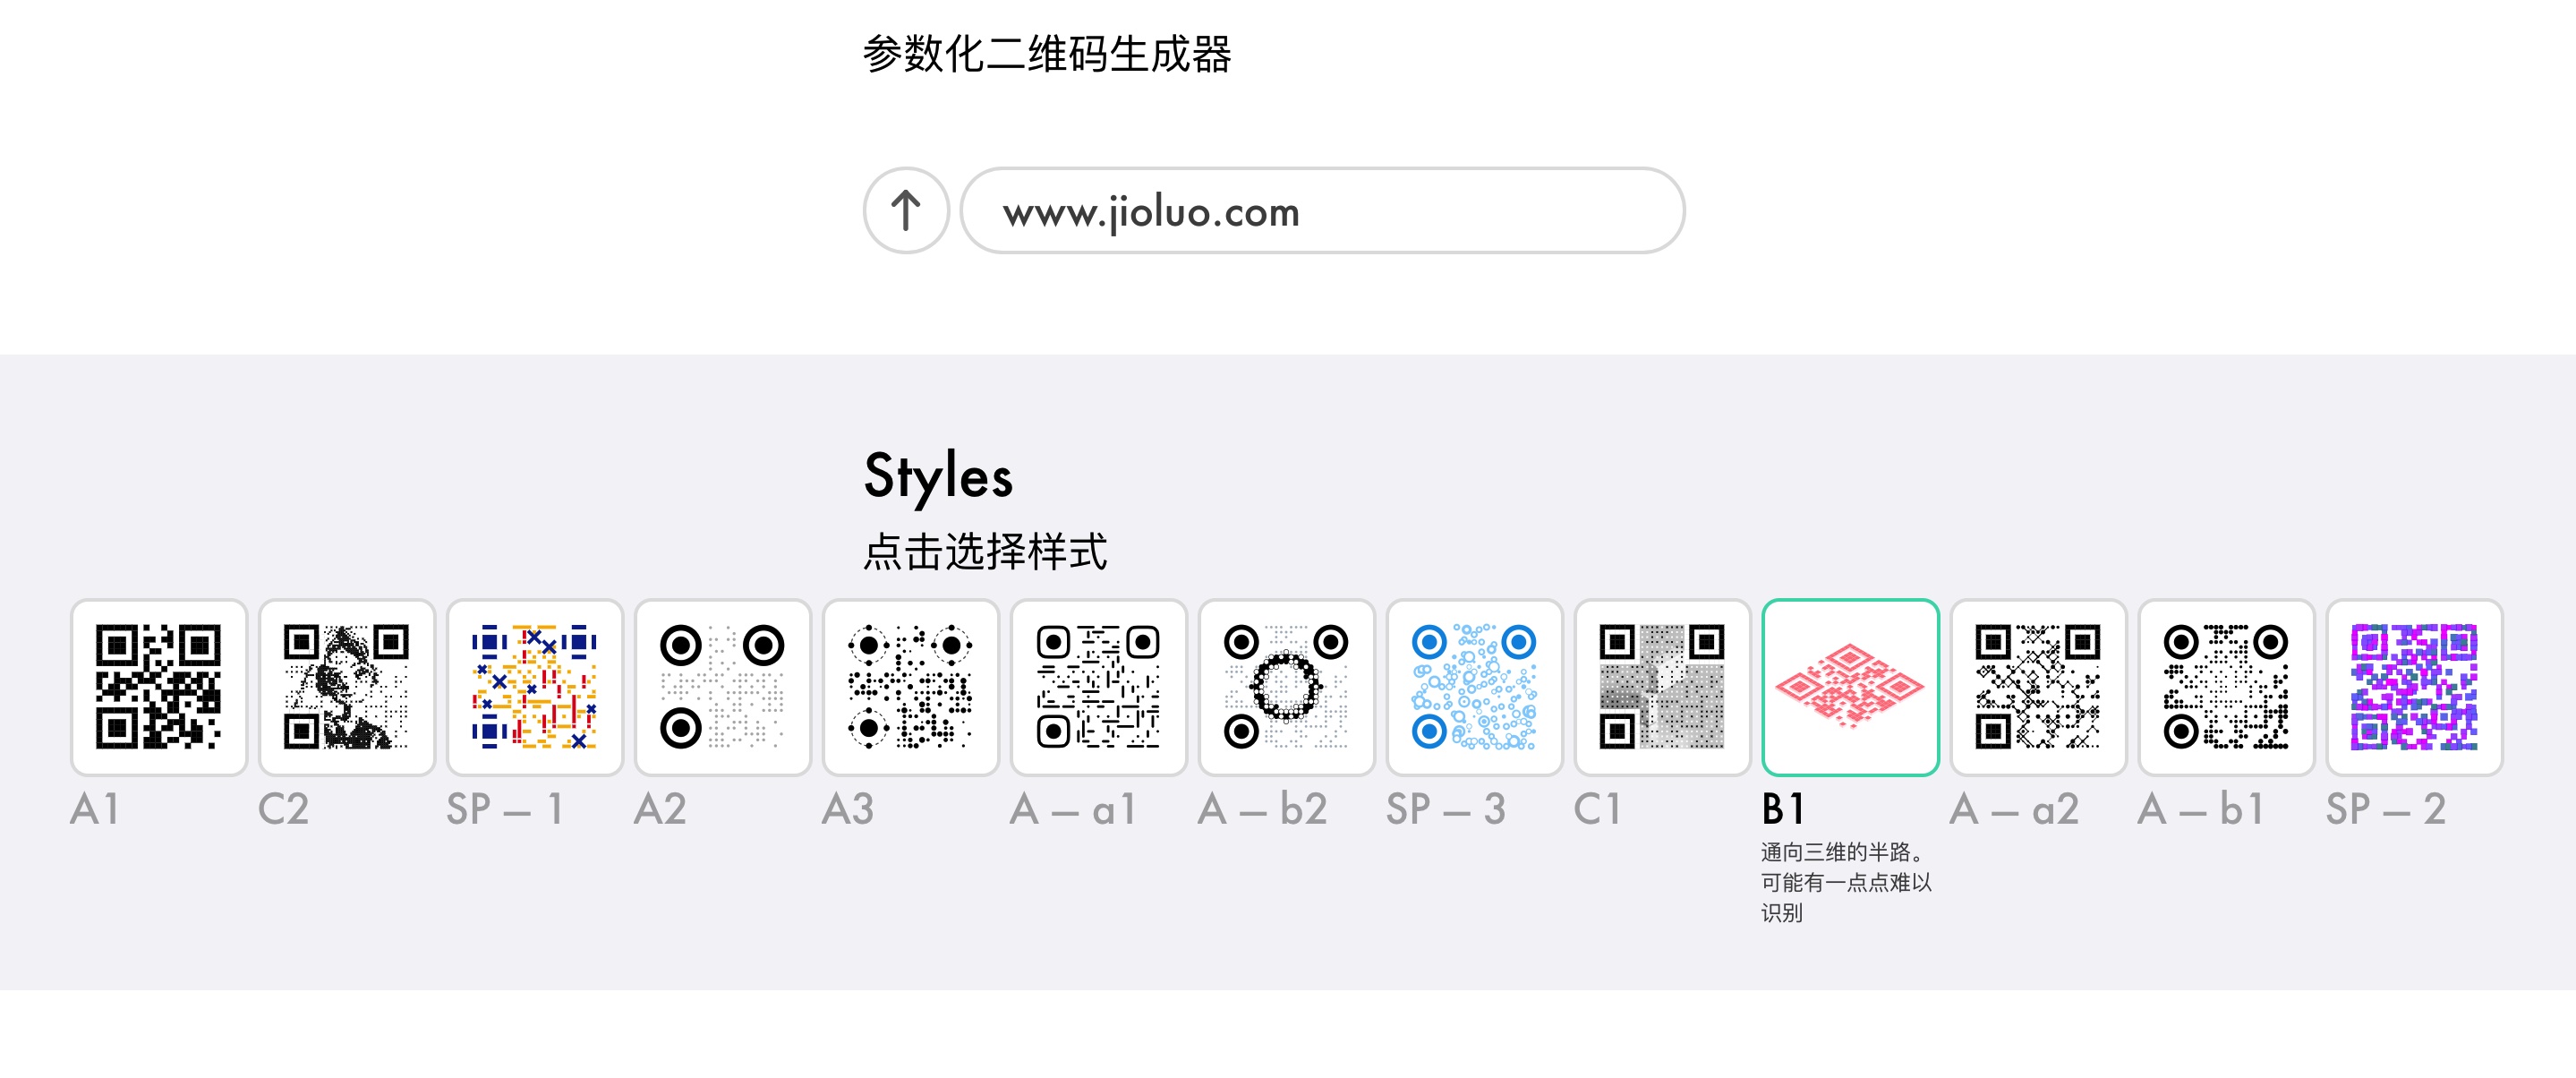 参数化二维码生成器
www.jioluo.com
Styles
点击选择样式
A1
C2
SP — 1
A2
A3
A — a1
A — b2
SP — 3
C1
B1
A — a2
A — b1
SP — 2
通向三维的半路。
可能有一点点难以
识别